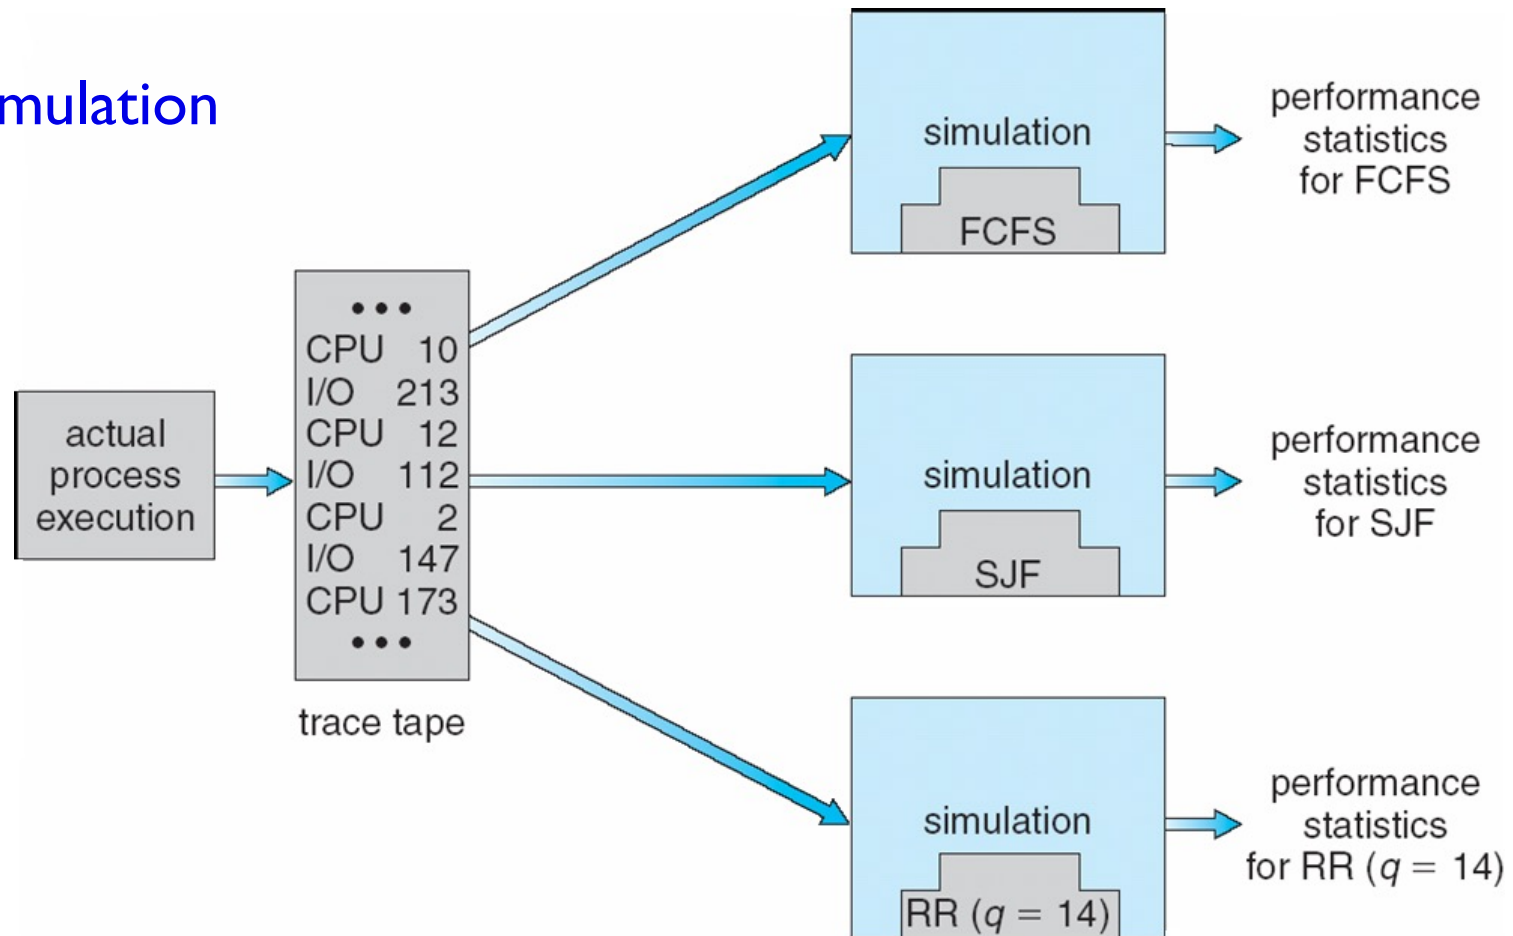 mulation
actual
process
execution
•••
CPU 10
I/O 213
CPU 12
I/O 112
CPU 2
I/O 147
CPU 173
•••
trace tape
simulation
FCFS
performance
statistics
for FCFS
simulation
SJF
performance
statistics
for SJF
simulation
RR (q = 14)
performance
statistics
for RR (q = 14)